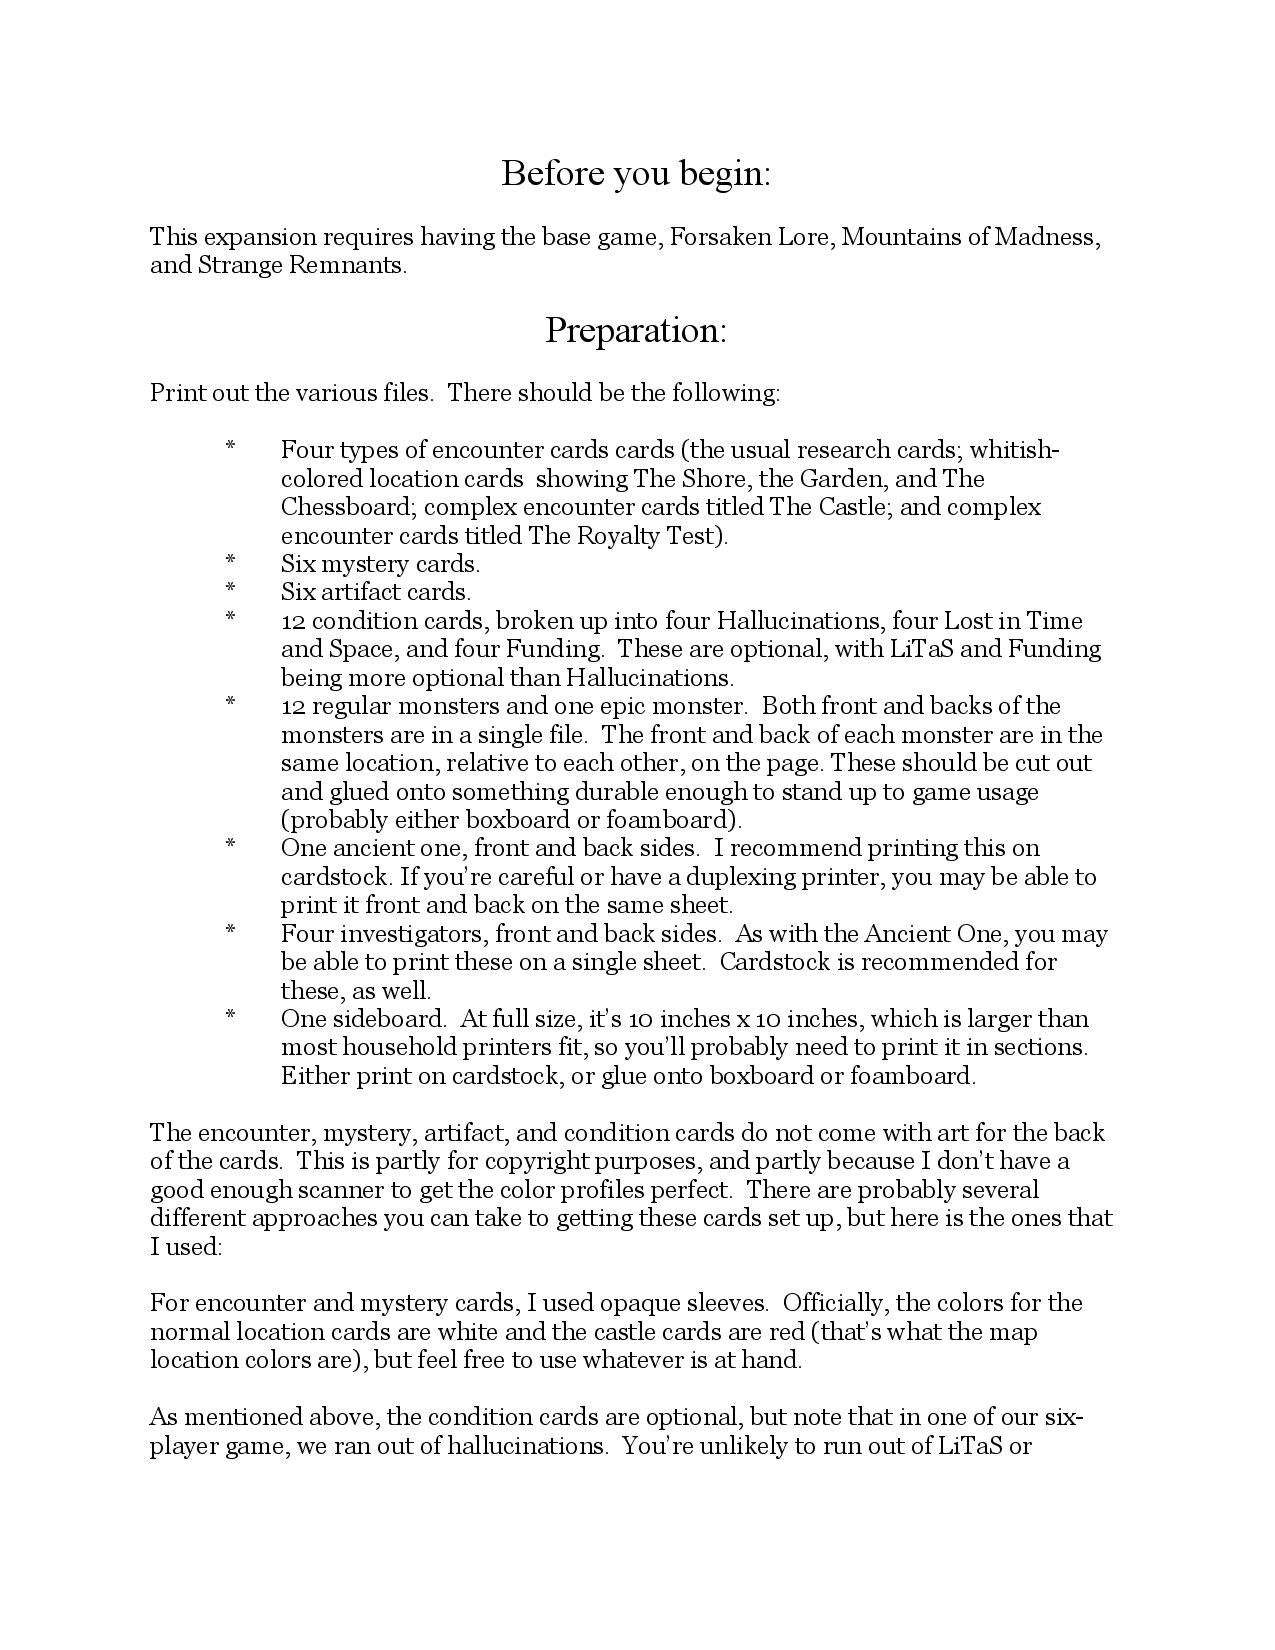 Before you begin:
This expansion requires having the base game, Forsaken Lore, Mountains of Madness,
and Strange Remnants.
Preparation:
Print out the various files.  There should be the following:
* Four types of encounter cards cards (the usual research cards; whitish-
colored location cards  showing The Shore, the Garden, and The
Chessboard; complex encounter cards titled The Castle; and complex
encounter cards titled The Royalty Test).
* Six mystery cards.
* Six artifact cards.
* 12 condition cards, broken up into four Hallucinations, four Lost in Time
and Space, and four Funding.  These are optional, with LiTaS and Funding
being more optional than Hallucinations.
* 12 regular monsters and one epic monster.  Both front and backs of the
monsters are in a single file.  The front and back of each monster are in the
same location, relative to each other, on the page. These should be cut out
and glued onto something durable enough to stand up to game usage
(probably either boxboard or foamboard).
* One ancient one, front and back sides.  I recommend printing this on
cardstock. If you’re careful or have a duplexing printer, you may be able to
print it front and back on the same sheet.
* Four investigators, front and back sides.  As with the Ancient One, you may
be able to print these on a single sheet.  Cardstock is recommended for
these, as well.
* One sideboard.  At full size, it’s 10 inches x 10 inches, which is larger than
most household printers fit, so you’ll probably need to print it in sections.
Either print on cardstock, or glue onto boxboard or foamboard.
The encounter, mystery, artifact, and condition cards do not come with art for the back
of the cards.  This is partly for copyright purposes, and partly because I don’t have a
good enough scanner to get the color profiles perfect.  There are probably several
different approaches you can take to getting these cards set up, but here is the ones that
I used:
For encounter and mystery cards, I used opaque sleeves.  Officially, the colors for the
normal location cards are white and the castle cards are red (that’s what the map
location colors are), but feel free to use whatever is at hand.
As mentioned above, the condition cards are optional, but note that in one of our six-
player game, we ran out of hallucinations.  You’re unlikely to run out of LiTaS or